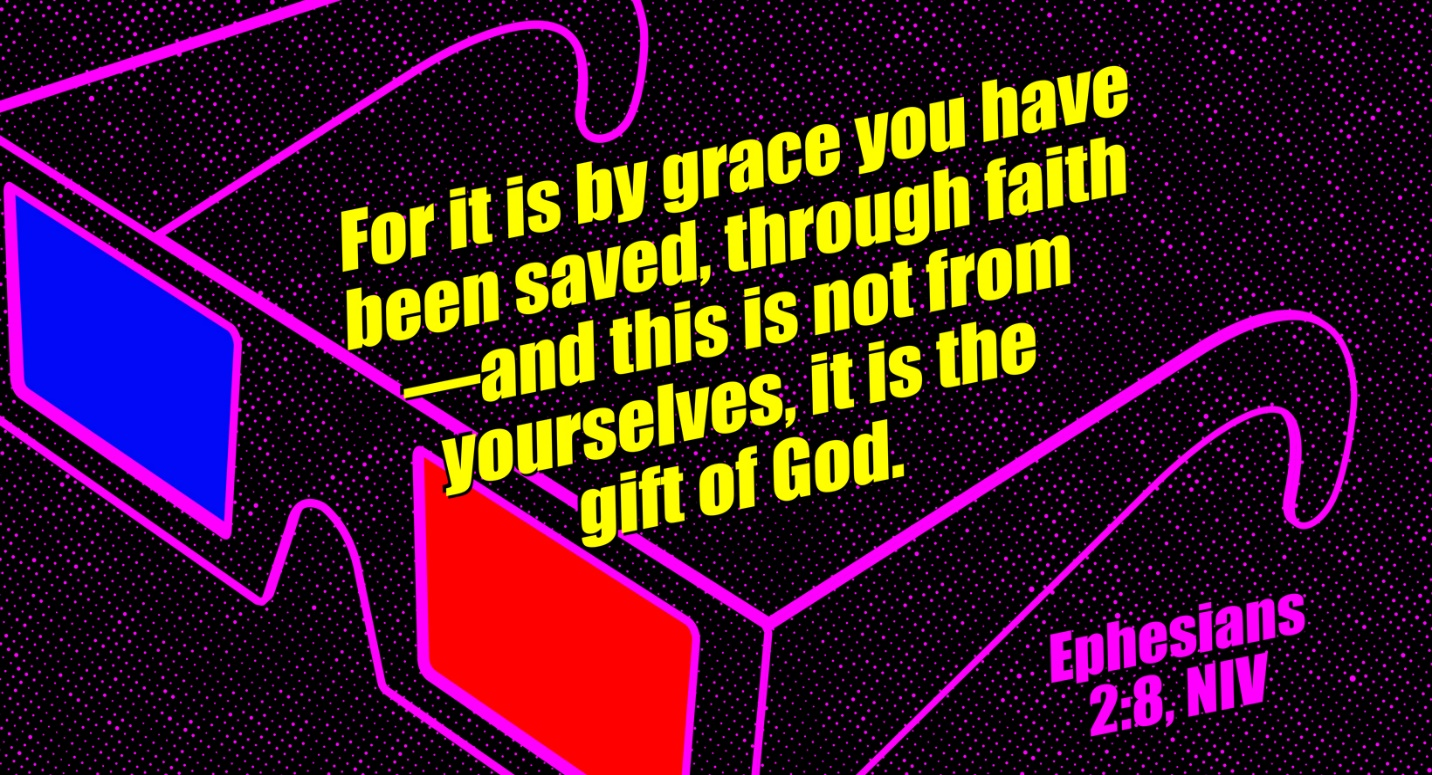 For it is by grace you have
been saved, through faith
—and this is not from
yourselves, it is the
gift of God.
Ephesians
2:8, NIV